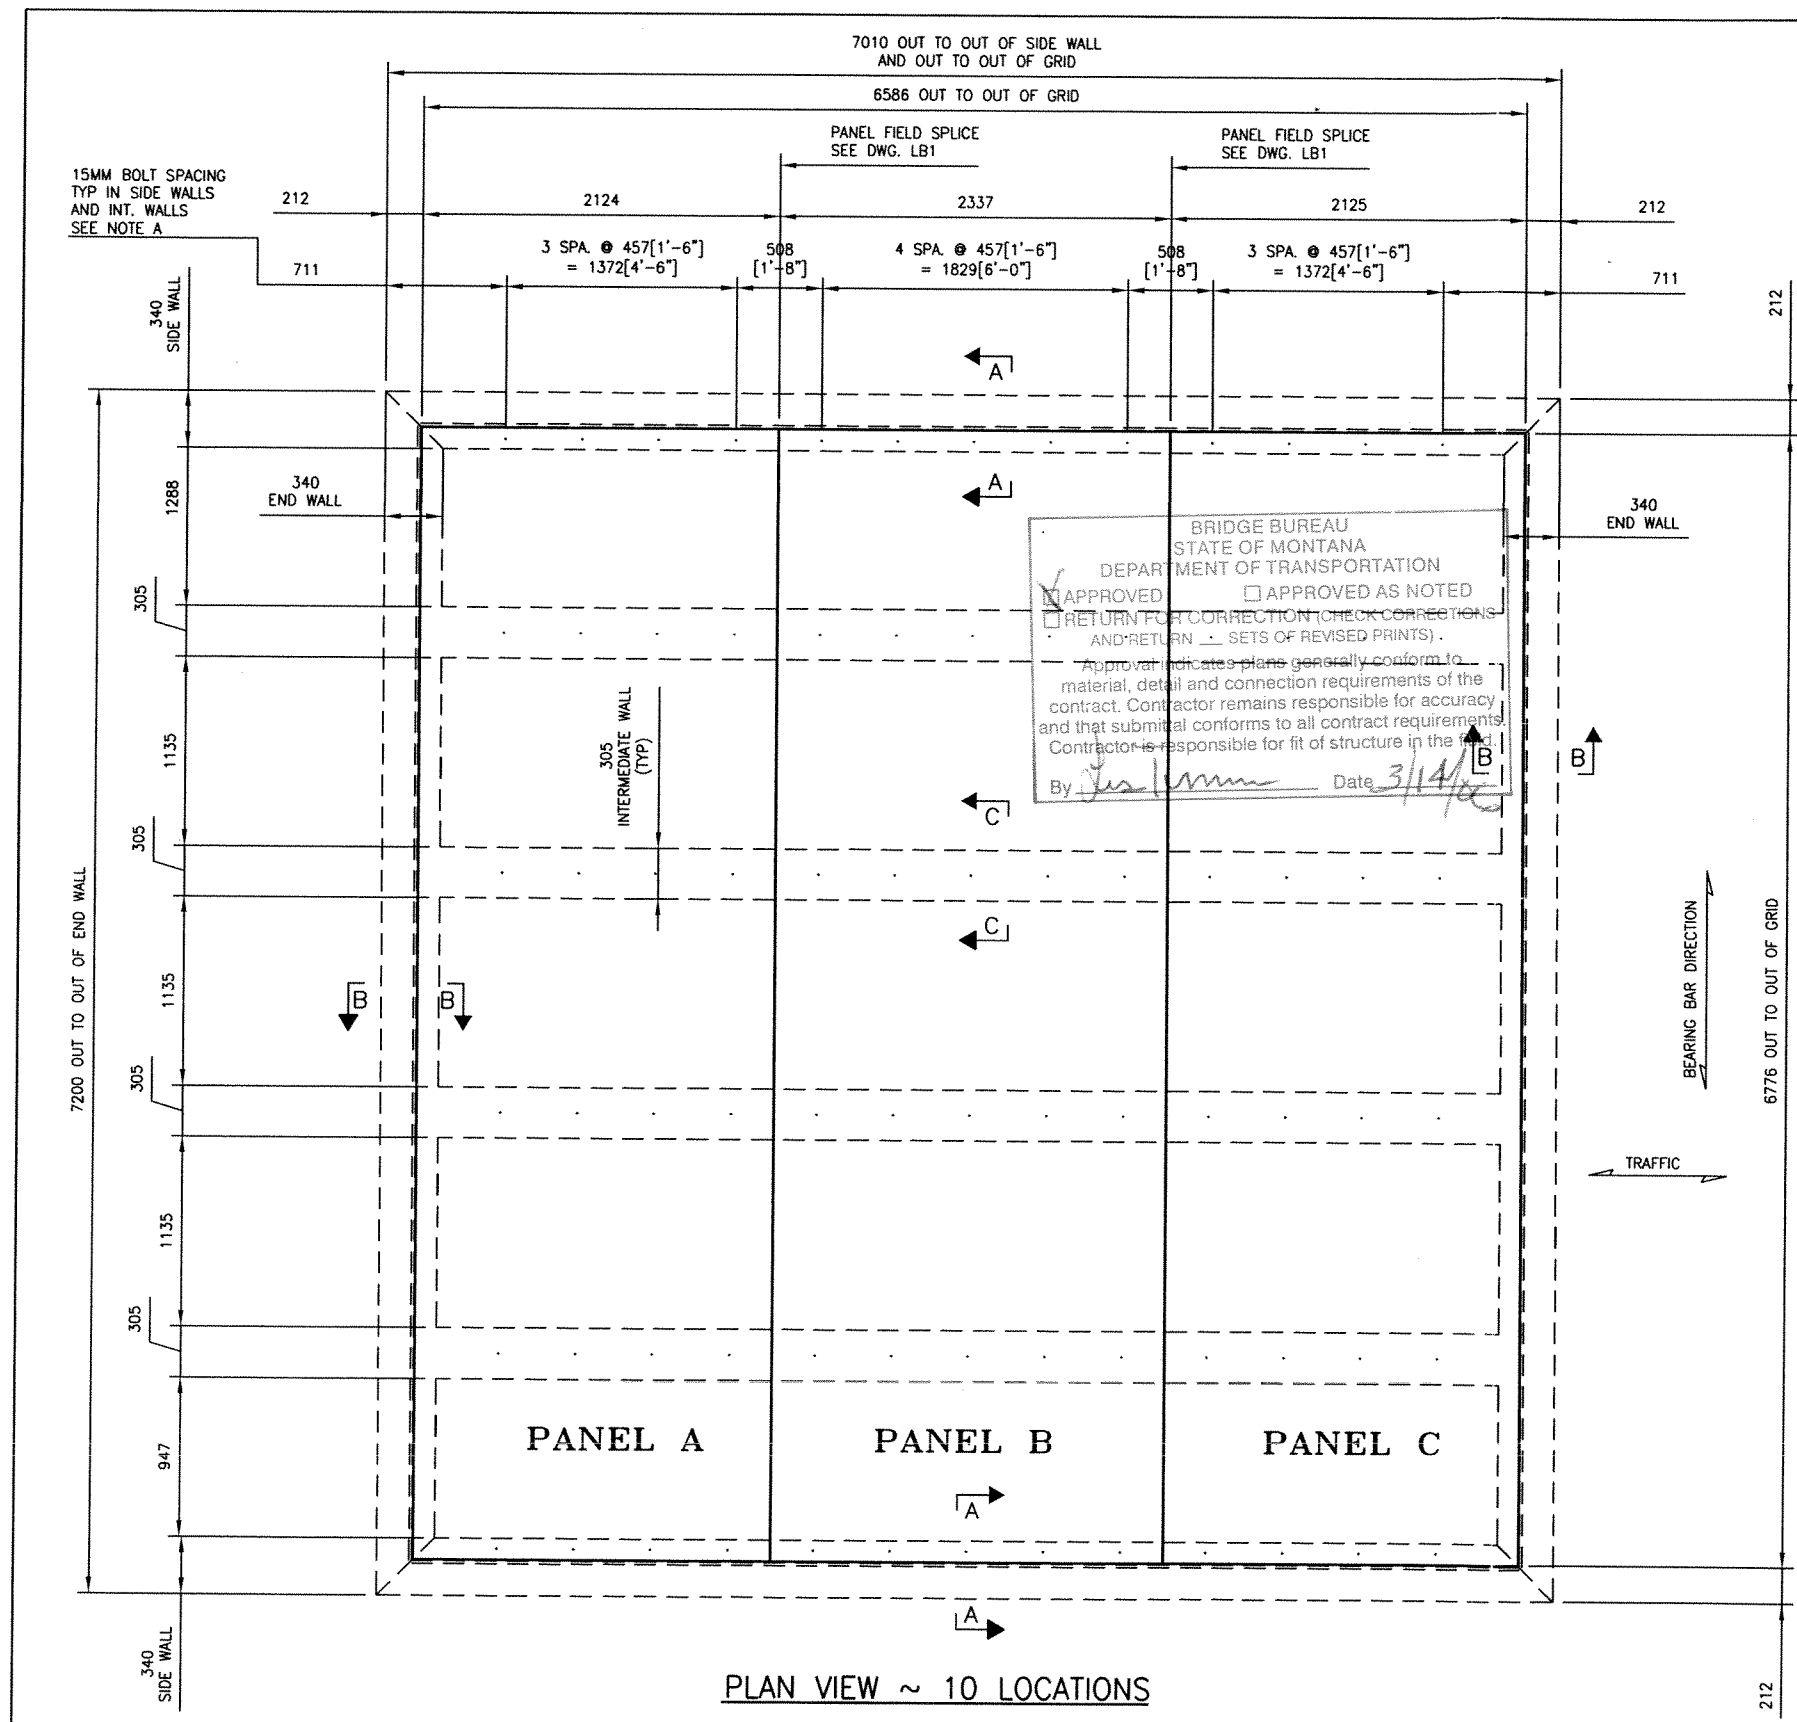 7010 OUT TO OUT OF SIDE WALL
AND OUT TO OUT OF GRID
6586 OUT TO OUT OF GRID
PANEL FIELD SPLICE
SEE DWG. LB1
PANEL FIELD SPLICE
SEE DWG. LB1
15MM BOLT SPACING
TYP IN SIDE WALLS
AND INT. WALLS
SEE NOTE A
212
2124
2337
2125
212
711
3 SPA. @ 457[1'-6"]
= 1372[4'-6"]
508
[1'-8"]
4 SPA. @ 457[1'-6"]
= 1829[6'-0"]
508
[1'-8"]
3 SPA. @ 457[1'-6"]
= 1372[4'-6"]
711
340
SIDE WALL
212
A
A
340
END WALL
340
END WALL
1288
305
1135
305
1135
305
1135
305
947
340
SIDE WALL
7200 OUT TO OUT OF END WALL
BRIDGE BUREAU
STATE OF MONTANA
DEPARTMENT OF TRANSPORTATION
APPROVED APPROVED AS NOTED
RETURN FOR CORRECTION (CHECK CORRECTIONS
AND RETURN __ SETS OF REVISED PRINTS).
Approval indicates plans generally conform to
material, detail and connection requirements of the
contract. Contractor remains responsible for accuracy
and that submittal conforms to all contract requirements.
Contractor is responsible for fit of structure in the field.
By Date 3/14/
305
INTERMEDIATE WALL
(TYP)
C
C
B
B
B
B
BEARING BAR DIRECTION
6776 OUT TO OUT OF GRID
TRAFFIC
PANEL A
PANEL B
PANEL C
A
A
212
PLAN VIEW ~ 10 LOCATIONS